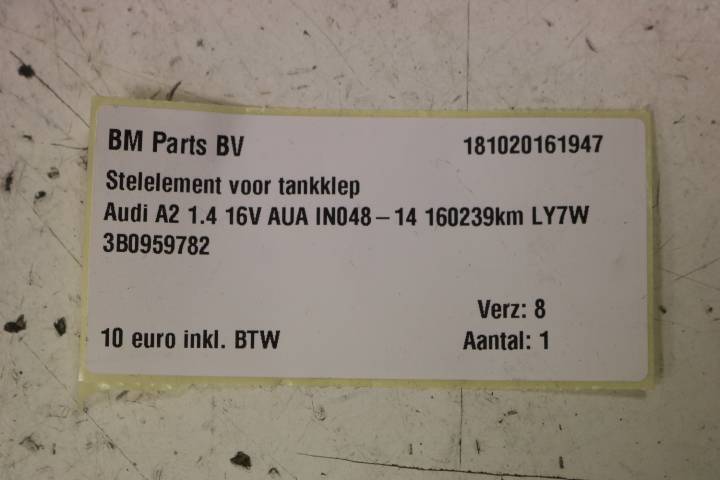 BM Parts BV 181020161947
Stelelement voor tankklep
Audi A2 1.4 16V AUA IN048-14 160239km LY7W
3B0959782
Verz: 8
10 euro inkl. BTW Aantal: 1